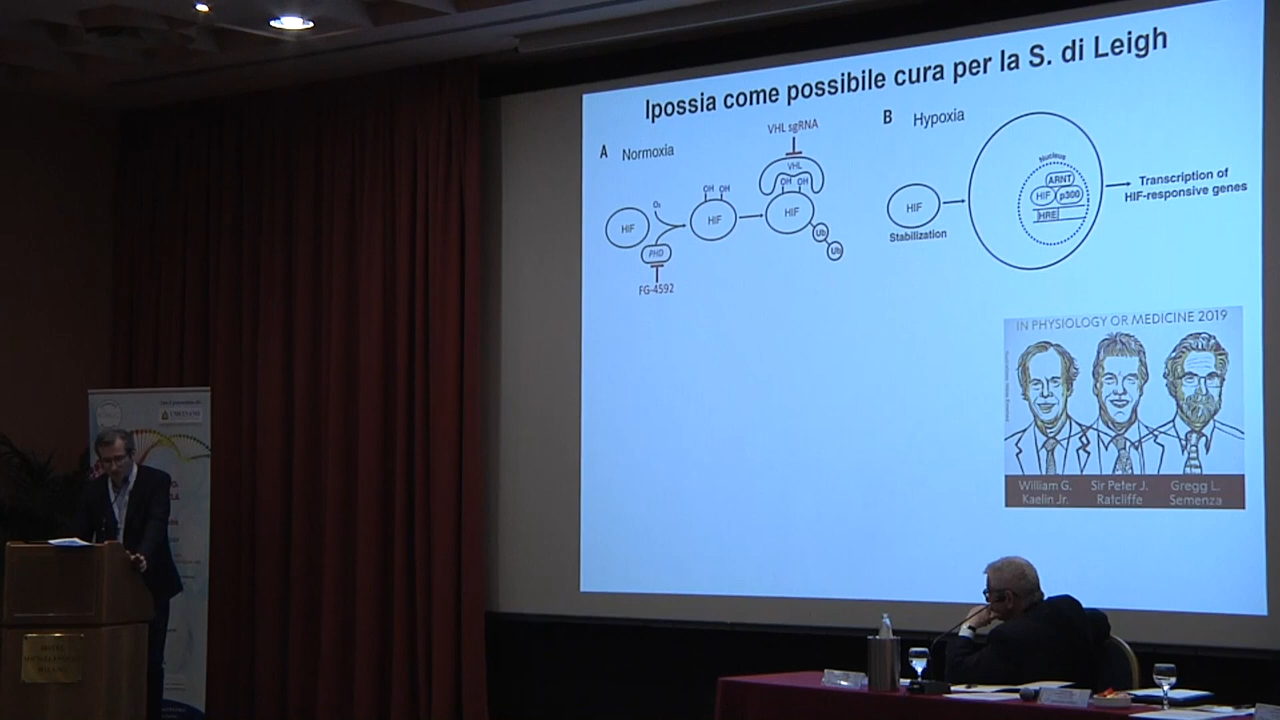 Ipossia come possibile cura per la S. di Leigh
A Normoxia
VHL sgRNA
VHL
OH OH
OH OH
O₂
HIF
HIF
HIF
PHD
Ub
Ub
FG-4592
B Hypoxia
Nucleus
ARNT
HIF
HIF p300
HRE
Stabilization
Transcription of
HIF-responsive genes
IN PHYSIOLOGY OR MEDICINE 2019
William G.
Kaelin Jr.
Sir Peter J.
Ratcliffe
Gregg L.
Semenza